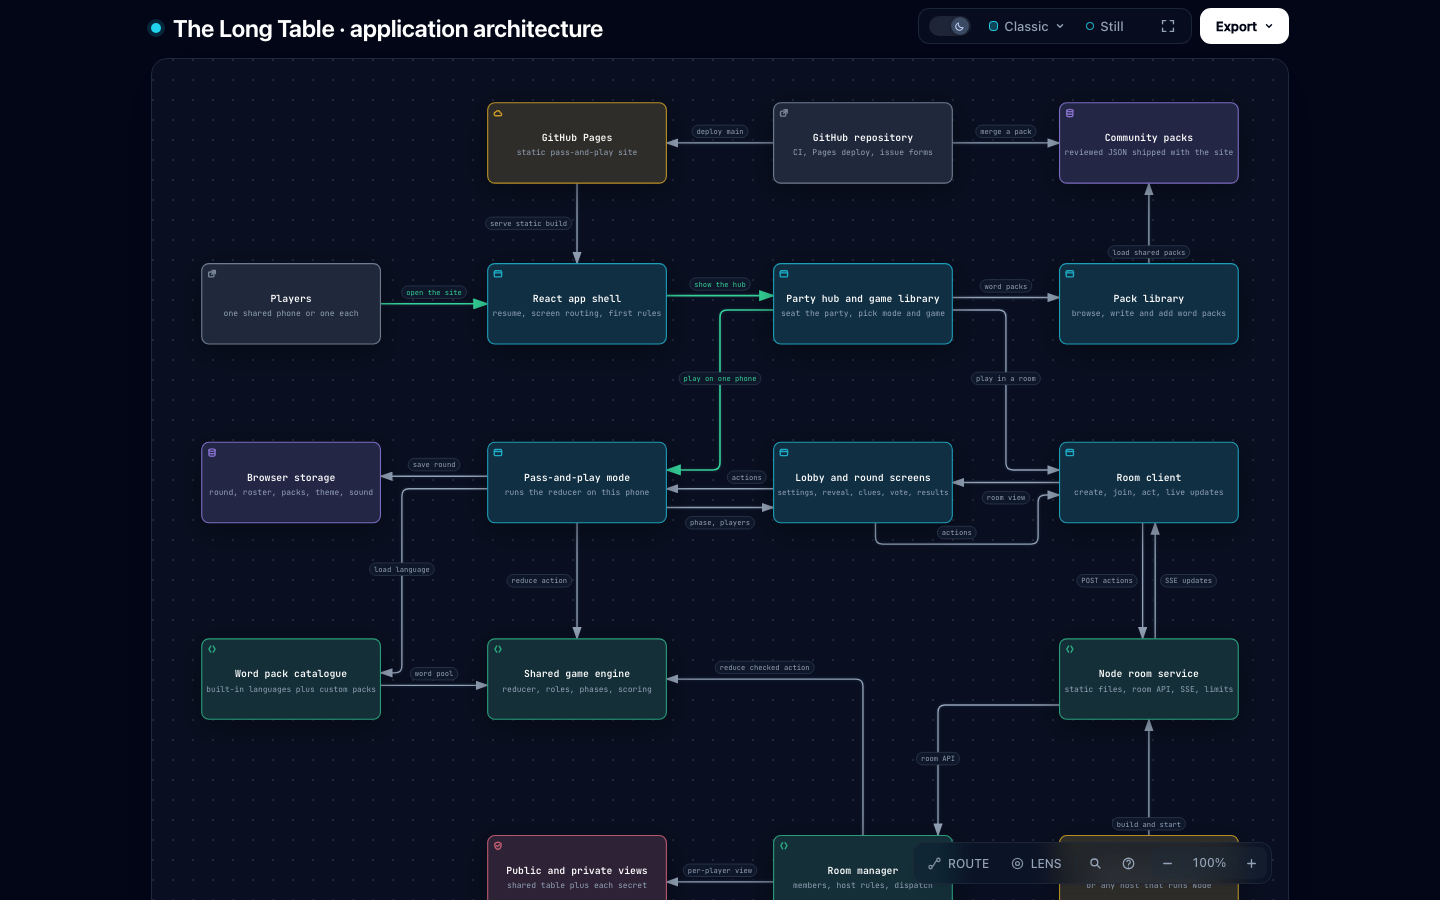 The Long Table · application architecture
Classic
Still
Export
GitHub Pages
static pass-and-play site
deploy main
GitHub repository
CI, Pages deploy, issue forms
merge a pack
Community packs
reviewed JSON shipped with the site
serve static build
load shared packs
Players
one shared phone or one each
open the site
React app shell
resume, screen routing, first rules
show the hub
Party hub and game library
seat the party, pick mode and game
word packs
Pack library
browse, write and add word packs
play on one phone
play in a room
Browser storage
round, roster, packs, theme, sound
save round
Pass-and-play mode
runs the reducer on this phone
actions
phase, players
Lobby and round screens
settings, reveal, clues, vote, results
room view
actions
Room client
create, join, act, live updates
load language
reduce action
POST actions
SSE updates
Word pack catalogue
built-in languages plus custom packs
word pool
Shared game engine
reducer, roles, phases, scoring
reduce checked action
Node room service
static files, room API, SSE, limits
room API
build and start
Public and private views
shared table plus each secret
per-player view
Room manager
members, host rules, dispatch
or any host that runs Node
ROUTE
LENS
100%